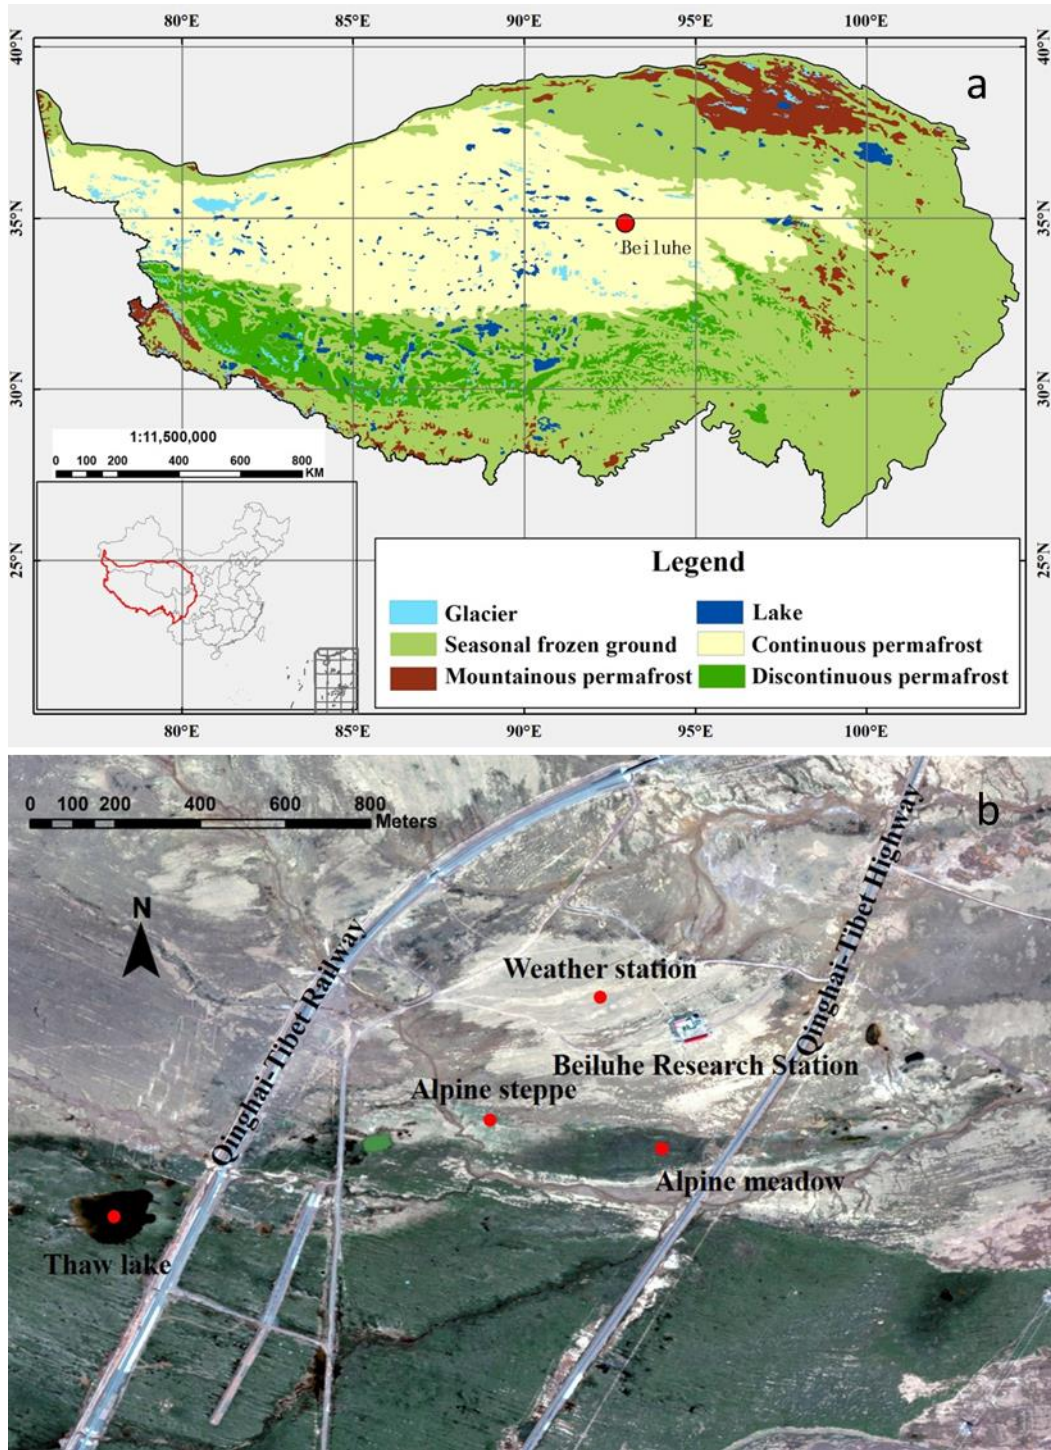 80°E 85°E 90°E 95°E 100°E
40°N 40°N
a
35°N 35°N
Beiluhe
30°N 30°N
1:11,500,000
0 100 200 400 600 800
KM
25°N 25°N
Legend
Glacier Lake
Seasonal frozen ground Continuous permafrost
Mountainous permafrost Discontinuous permafrost
80°E 85°E 90°E 95°E 100°E
b
0 100 200 400 600 800
Meters
N
Qinghai-Tibet Railway
Qinghai-Tibet Highway
Weather station
Beiluhe Research Station
Alpine steppe
Alpine meadow
Thaw lake